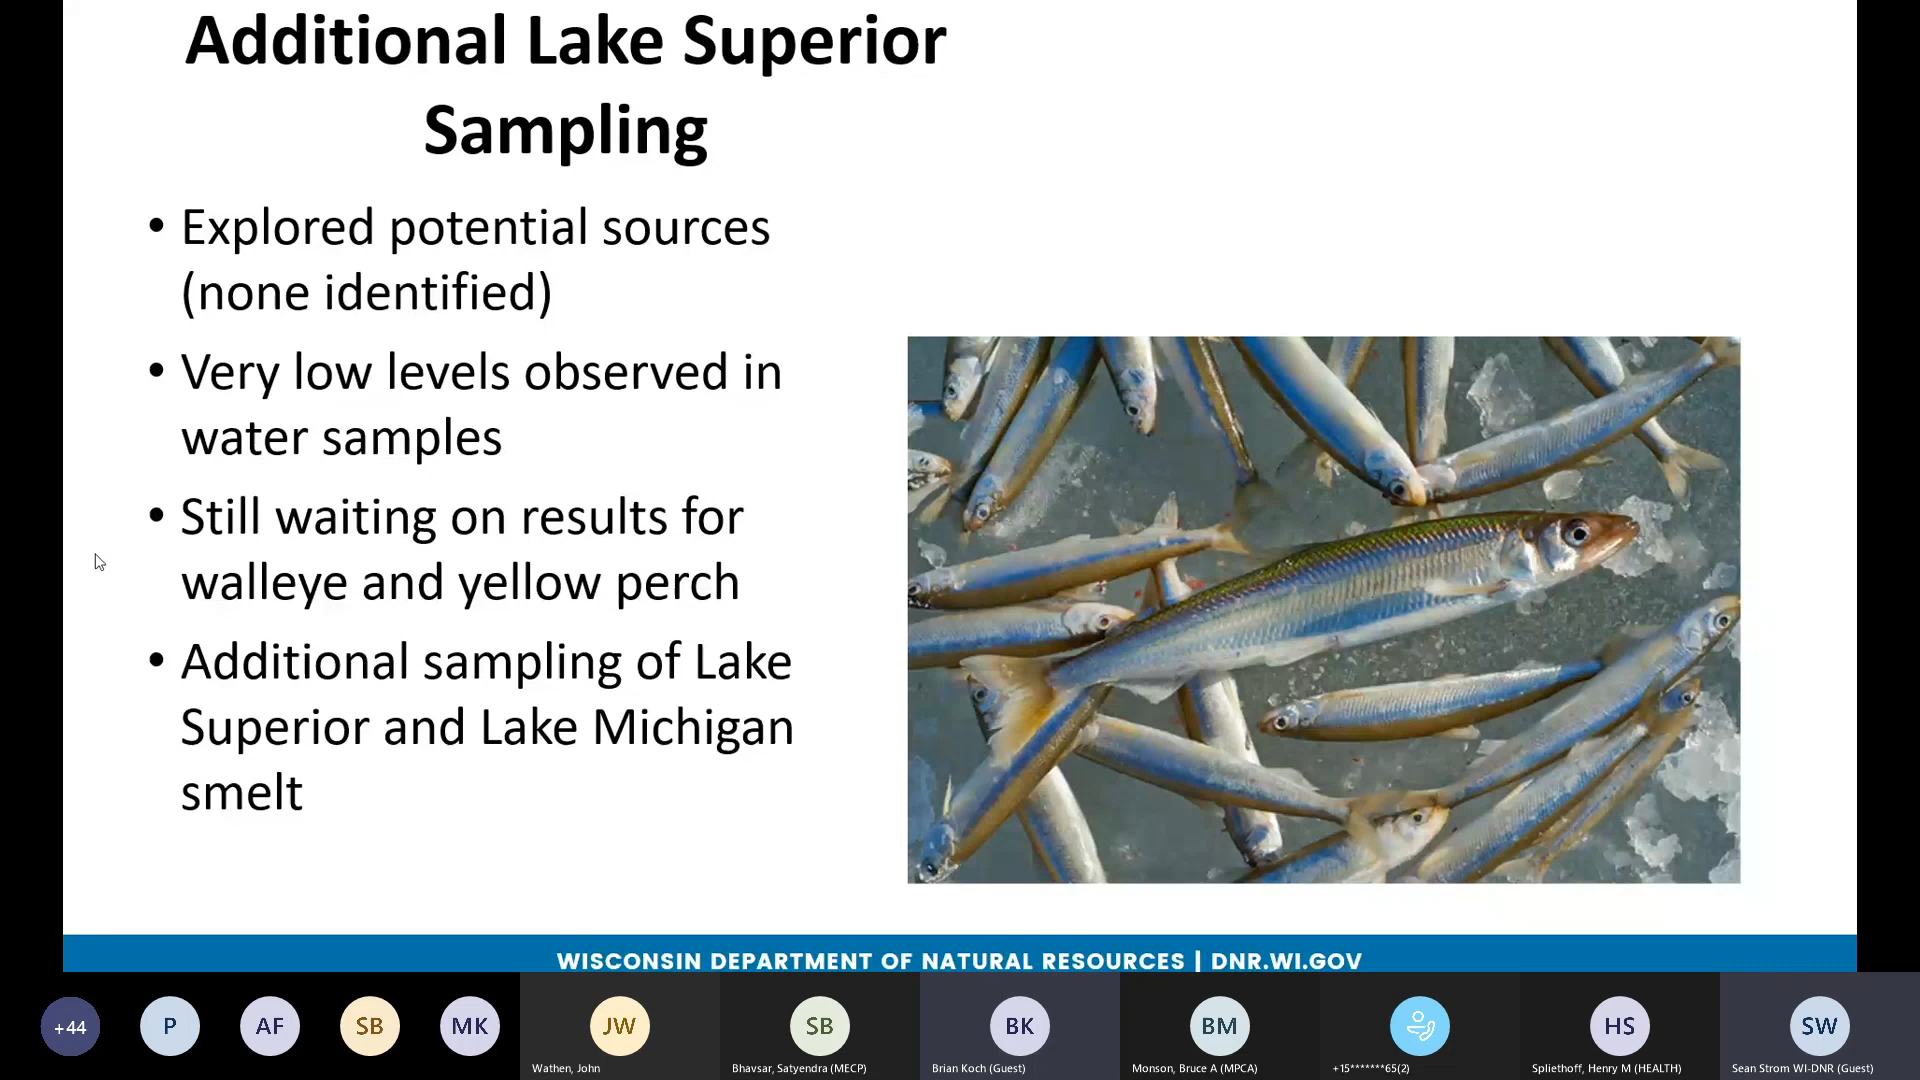 Additional Lake Superior
Sampling
• Explored potential sources
(none identified)
• Very low levels observed in
water samples
• Still waiting on results for
walleye and yellow perch
• Additional sampling of Lake
Superior and Lake Michigan
smelt
WISCONSIN DEPARTMENT OF NATURAL RESOURCES | DNR.WI.GOV
+44
P
AF
SB
MK
JW
SB
BK
BM
HS
SW
Wathen, John
Bhavsar, Satyendra (MECP)
Brian Koch (Guest)
Monson, Bruce A (MPCA)
+15*******65(2)
Spliethoff, Henry M (HEALTH)
Sean Strom WI-DNR (Guest)